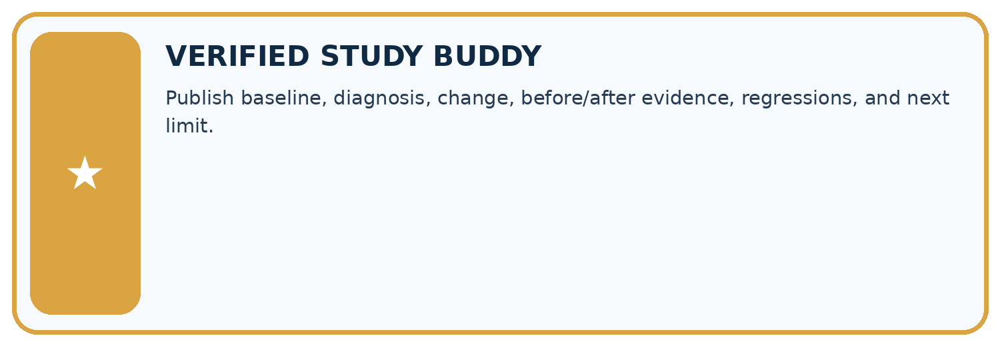 VERIFIED STUDY BUDDY
Publish baseline, diagnosis, change, before/after evidence, regressions, and next
limit.